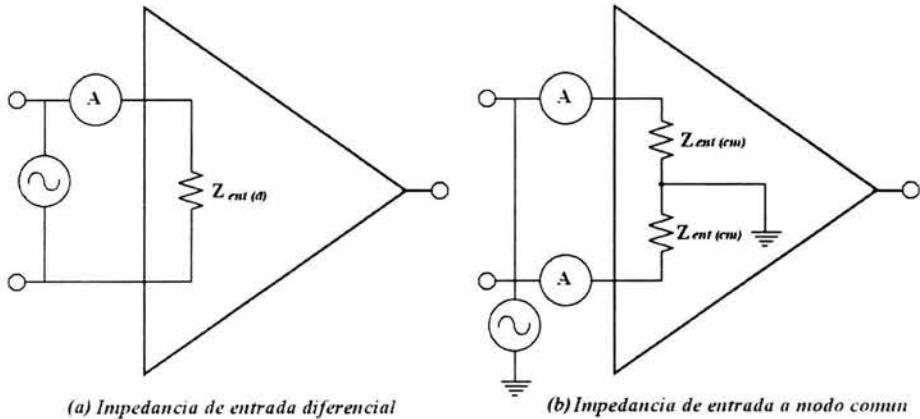 A
Z ent (d)
(a) Impedancia de entrada diferencial
A
Z ent (cm)
Z ent (cm)
A
(b) Impedancia de entrada a modo comun